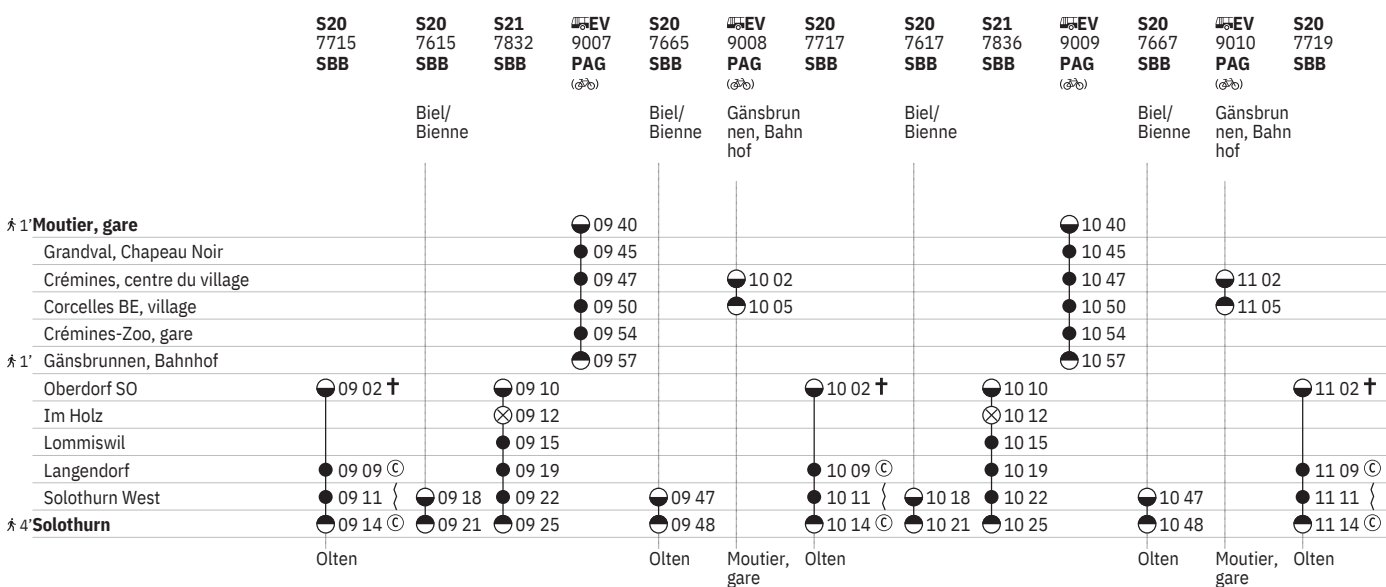 S20 S20 S21 EV S20 EV S20 S20 S21 EV S20 EV S20
7715 7615 7832 9007 7665 9008 7717 7617 7836 9009 7667 9010 7719
SBB SBB SBB PAG SBB PAG SBB SBB SBB PAG SBB PAG SBB
Biel/ Biel/ Gänsbrun Biel/ Biel/ Gänsbrun
Bienne Bienne nen, Bahn Bienne Bienne nen, Bahn
hof hof
1' Moutier, gare 09 40 10 40
Grandval, Chapeau Noir 09 45 10 45
Crémines, centre du village 09 47 10 02 10 47 11 02
Corcelles BE, village 09 50 10 05 10 50 11 05
Crémines-Zoo, gare 09 54 10 54
1' Gänsbrunnen, Bahnhof 09 57 10 57
Oberdorf SO 09 02 ✝ 09 10 10 02 ✝ 10 10 11 02 ✝
Im Holz 09 12 10 12
Lommiswil 09 15 10 15
Langendorf 09 09 Ⓒ 09 19 10 09 Ⓒ 10 19 11 09 Ⓒ
Solothurn West 09 11 09 18 09 22 09 47 10 11 10 18 10 22 10 47 11 11
4' Solothurn 09 14 Ⓒ 09 21 09 25 09 48 10 14 Ⓒ 10 21 10 25 10 48 11 14 Ⓒ
Olten Olten Moutier, Olten Olten Moutier, Olten
gare gare